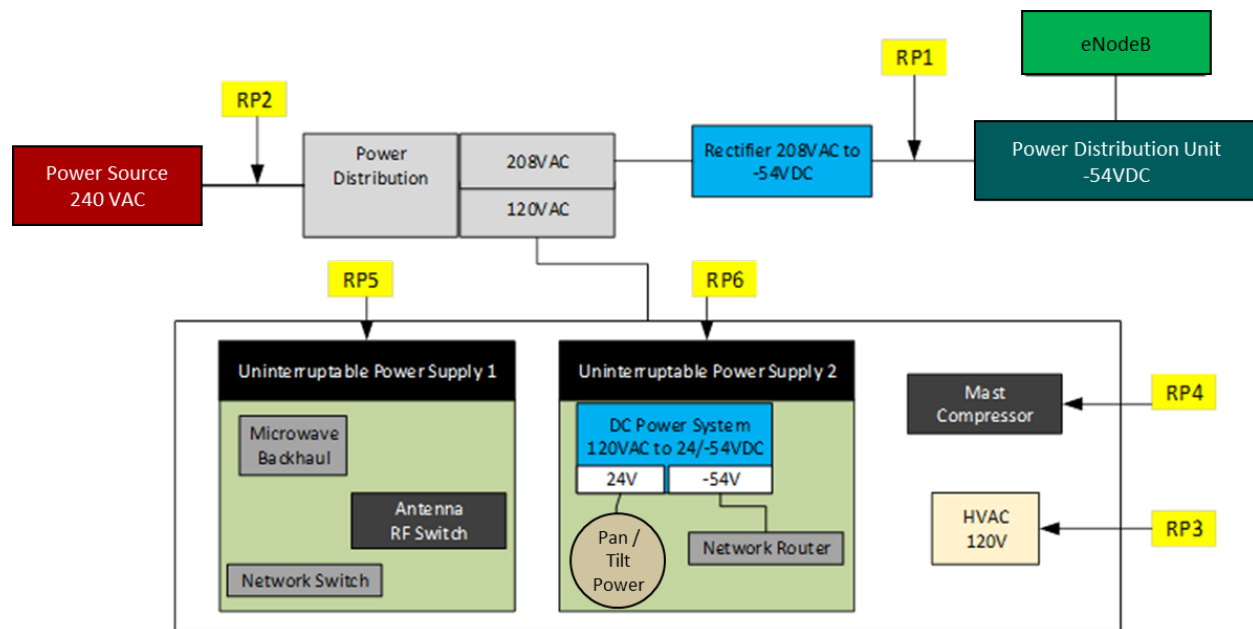 eNodeB
RP1
RP2
Power Source
240 VAC
Power
Distribution
208VAC
120VAC
Rectifier 208VAC to
-54VDC
Power Distribution Unit
-54VDC
RP5
RP6
Uninterruptable Power Supply 1
Microwave
Backhaul
Antenna
RF Switch
Network Switch
Uninterruptable Power Supply 2
DC Power System
120VAC to 24/-54VDC
24V
-54V
Pan /
Tilt
Power
Network Router
Mast
Compressor
RP4
HVAC
120V
RP3